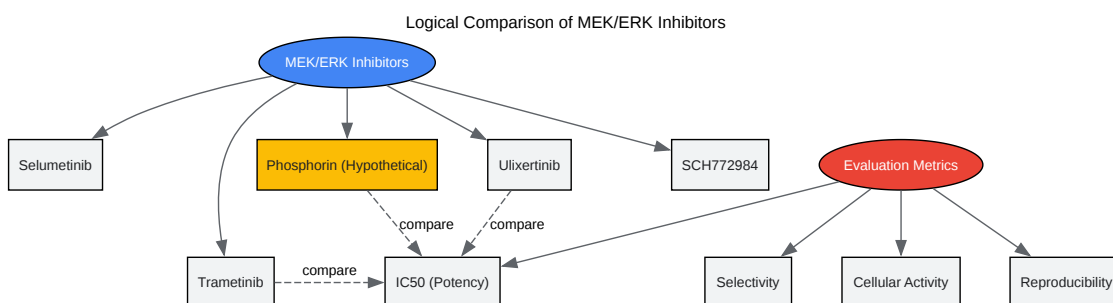 Logical Comparison of MEK/ERK Inhibitors
MEK/ERK Inhibitors
Selumetinib
Phosphorin (Hypothetical)
Ulixertinib
SCH772984
Evaluation Metrics
compare
compare
Trametinib
compare
IC50 (Potency)
Selectivity
Cellular Activity
Reproducibility